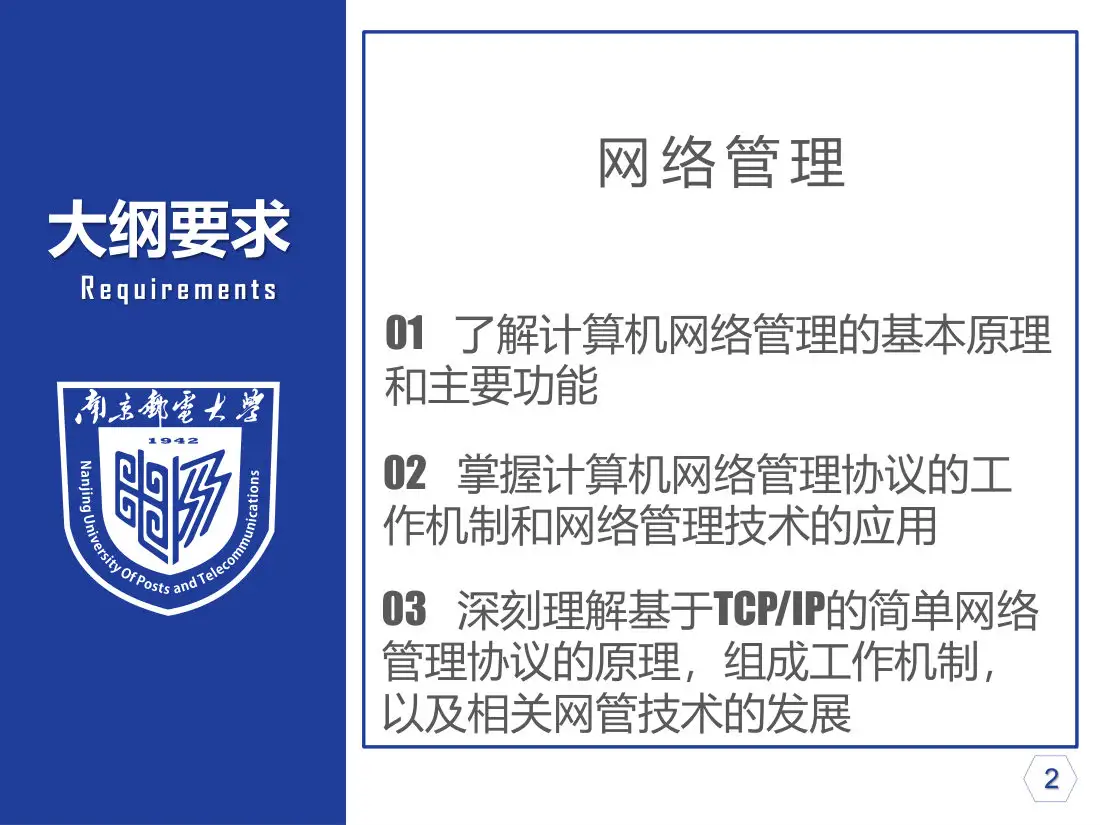 大纲要求
Requirements
南京邮电大学
1942
Nanjing University Of Posts and Telecommunications
网络管理
01 了解计算机网络管理的基本原理
和主要功能
02 掌握计算机网络管理协议的工
作机制和网络管理技术的应用
03 深刻理解基于TCP/IP的简单网络
管理协议的原理，组成工作机制，
以及相关网管技术的发展
2